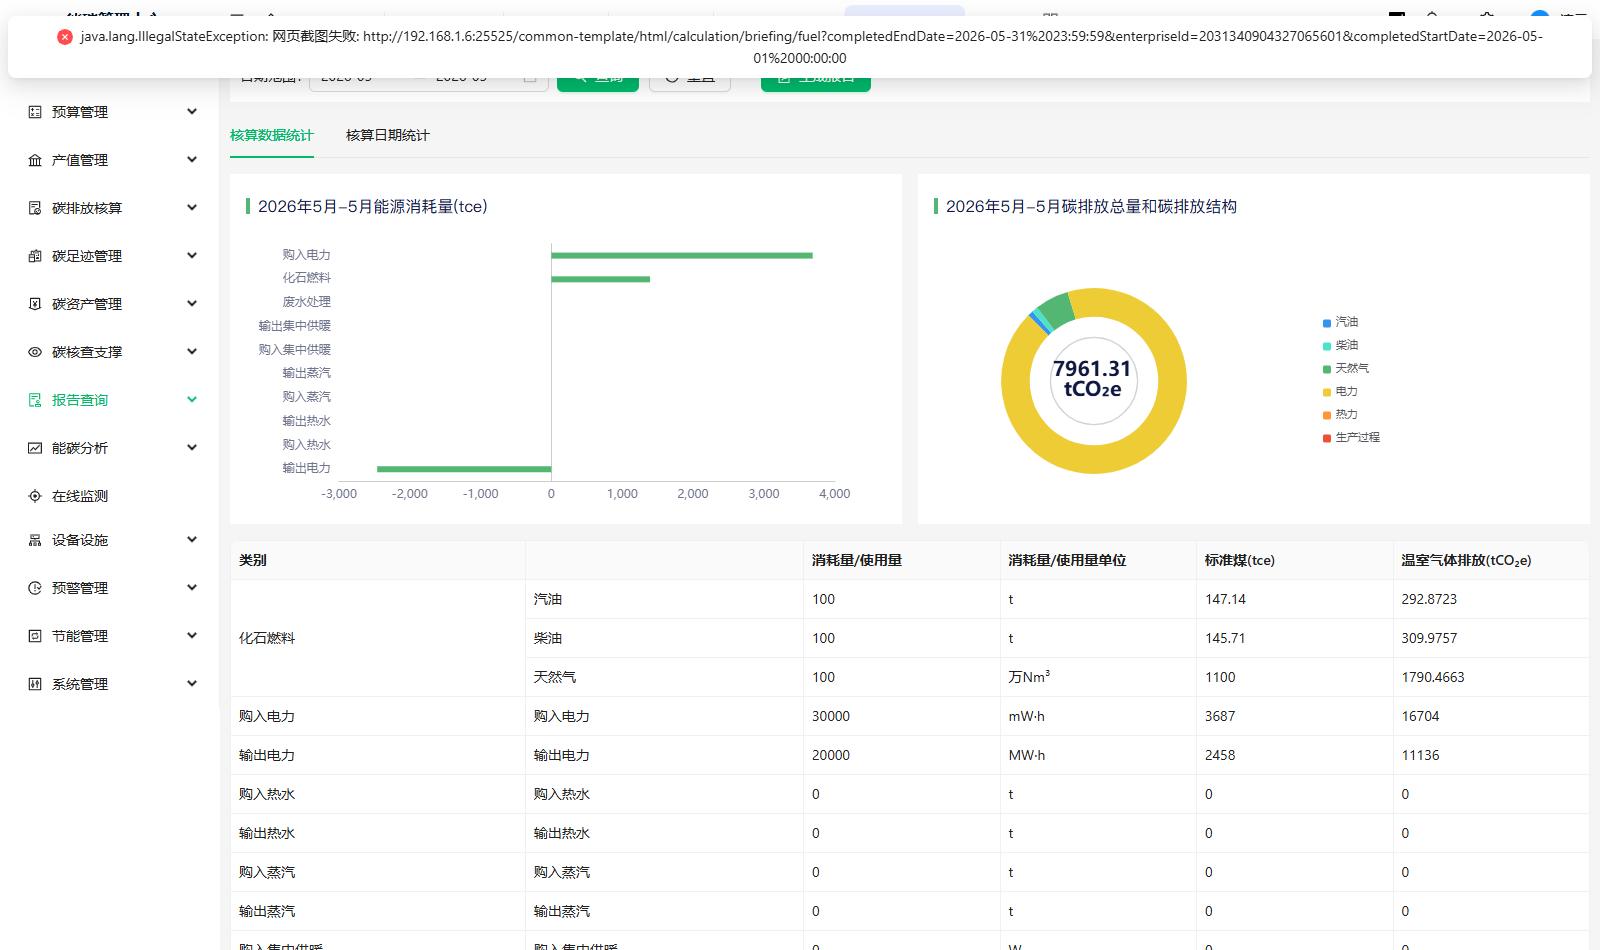 java.lang.IllegalStateException: 网页截图失败: http://192.168.1.6:25525/common-template/html/calculation/briefing/fuel?completedEndDate=2026-05-31%2023:59:59&enterpriseId=2031340904327065601&completedStartDate=2026-05-
01%2000:00:00
预算管理
产值管理
碳排放核算
碳足迹管理
碳资产管理
碳核查支撑
报告查询
能碳分析
在线监测
设备设施
预警管理
节能管理
系统管理
核算数据统计 核算日期统计
2026年5月-5月能源消耗量(tce)
购入电力
化石燃料
废水处理
输出集中供暖
购入集中供暖
输出蒸汽
购入蒸汽
输出热水
购入热水
输出电力
-3,000 -2,000 -1,000 0 1,000 2,000 3,000 4,000
2026年5月-5月碳排放总量和碳排放结构
7961.31
tCO₂e
汽油
柴油
天然气
电力
热力
生产过程
类别 消耗量/使用量 消耗量/使用量单位 标准煤(tce) 温室气体排放(tCO₂e)
化石燃料 汽油 100 t 147.14 292.8723
柴油 100 t 145.71 309.9757
天然气 100 万Nm³ 1100 1790.4663
购入电力 购入电力 30000 mW·h 3687 16704
输出电力 输出电力 20000 MW·h 2458 11136
购入热水 购入热水 0 t 0 0
输出热水 输出热水 0 t 0 0
购入蒸汽 购入蒸汽 0 t 0 0
输出蒸汽 输出蒸汽 0 t 0 0
购入集中供暖 购入集中供暖 0 W 0 0